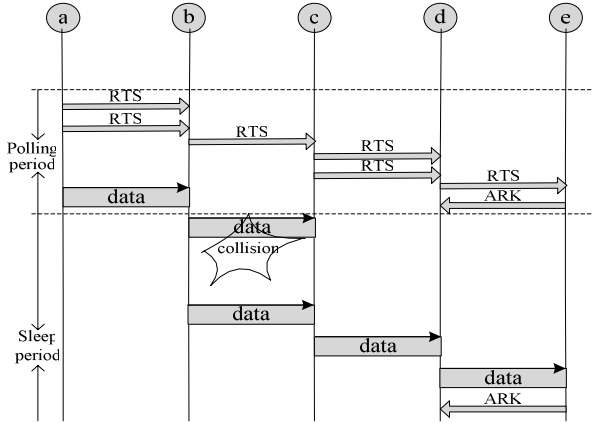 a b c d e
RTS
RTS
RTS
RTS
RTS
RTS
ARK
Polling
period
data
data
collision
data
Sleep
period
data
data
ARK